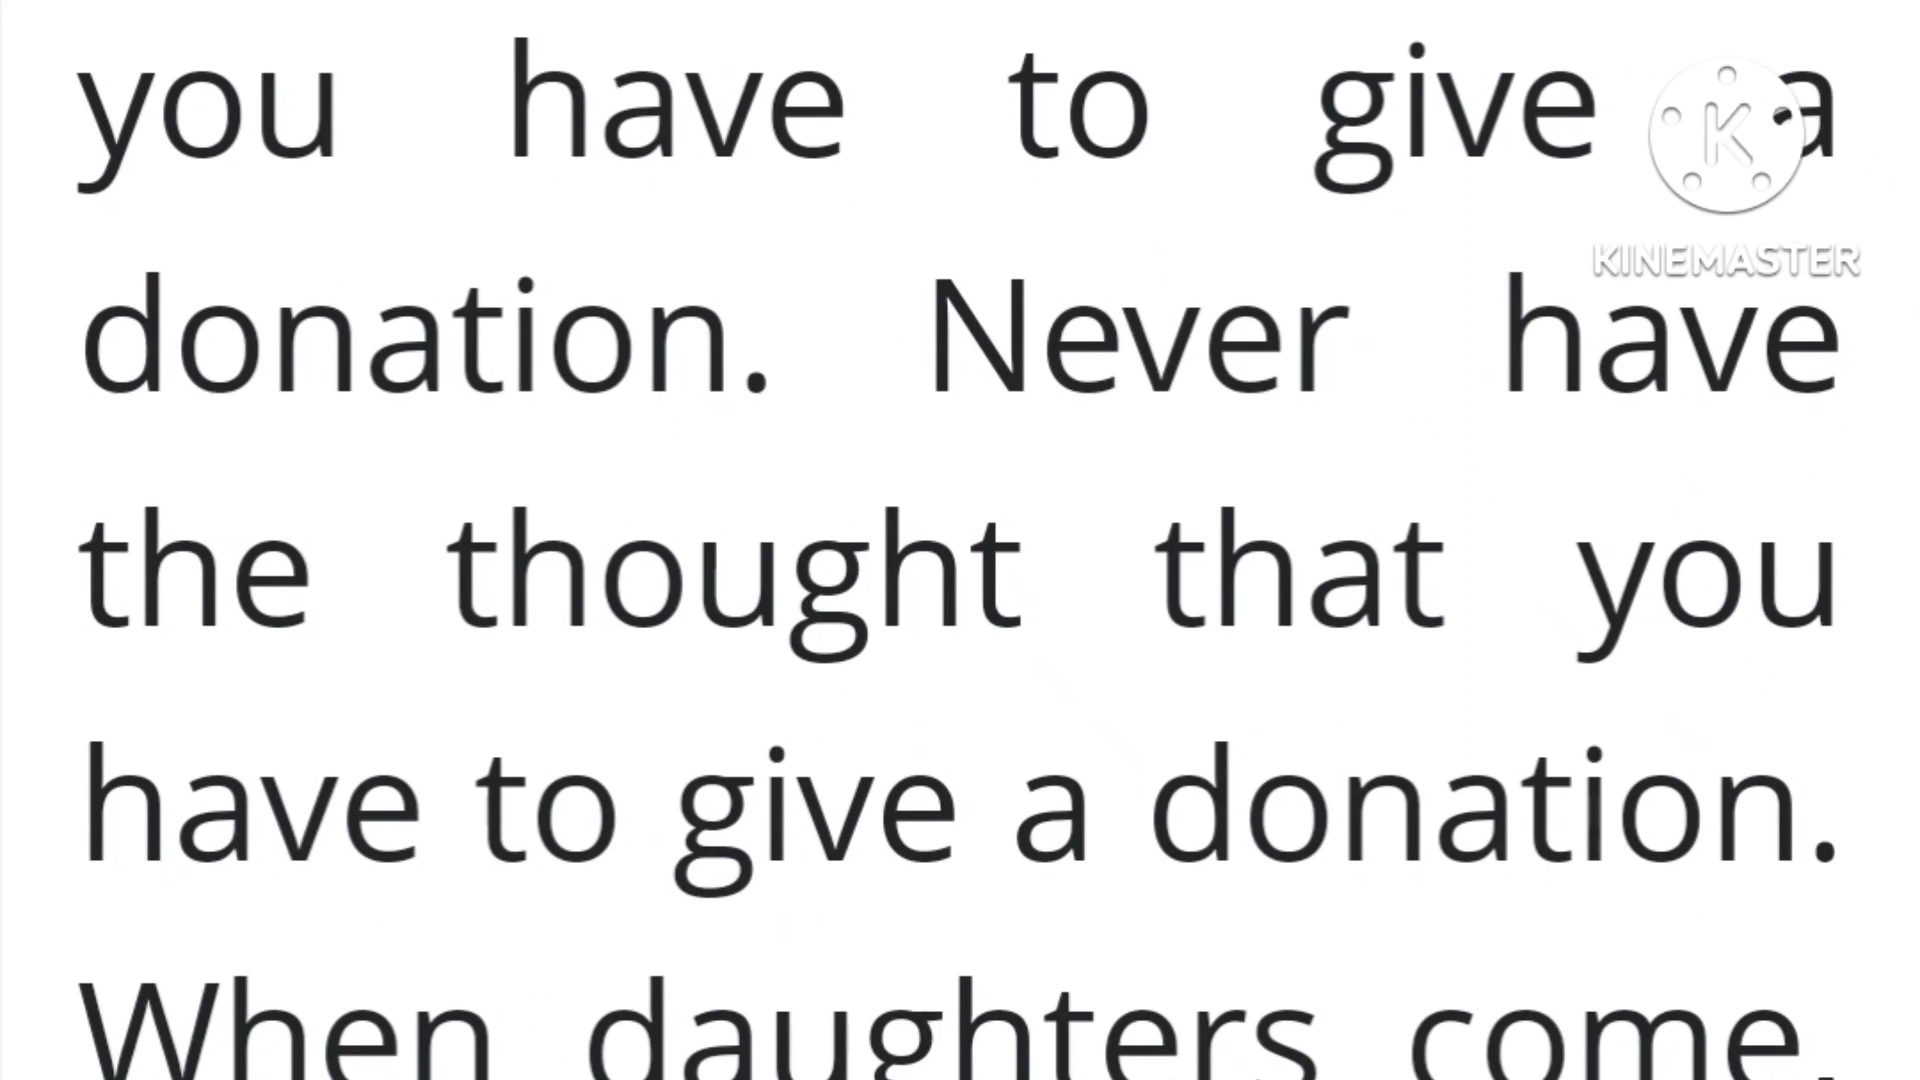 you have to give a
KINEMASTER
donation. Never have
the thought that you
have to give a donation.
When daughters come,